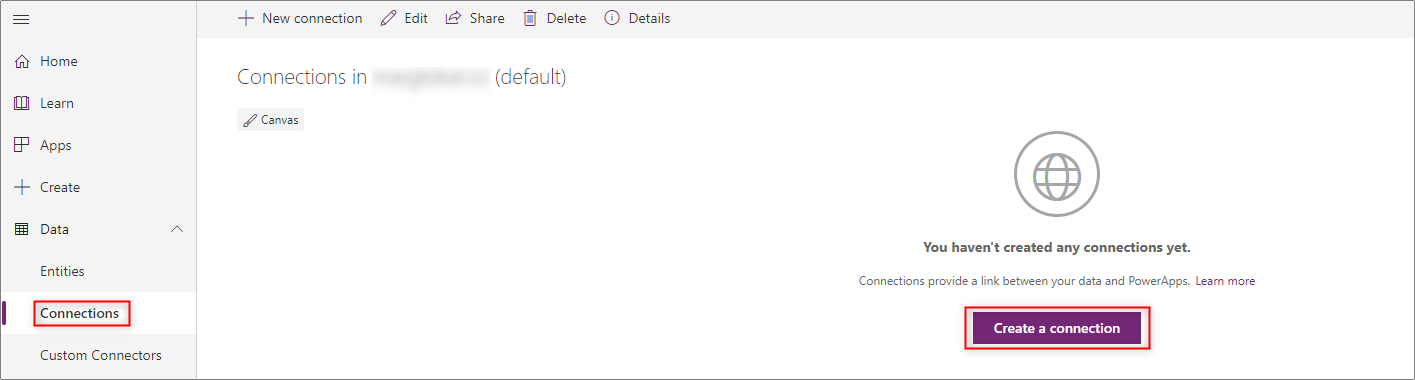 New connection Edit Share Delete Details
Home
Learn
Apps
Create
Data
Entities
Connections
Custom Connectors
Connections in (default)
Canvas
You haven't created any connections yet.
Connections provide a link between your data and PowerApps. Learn more
Create a connection